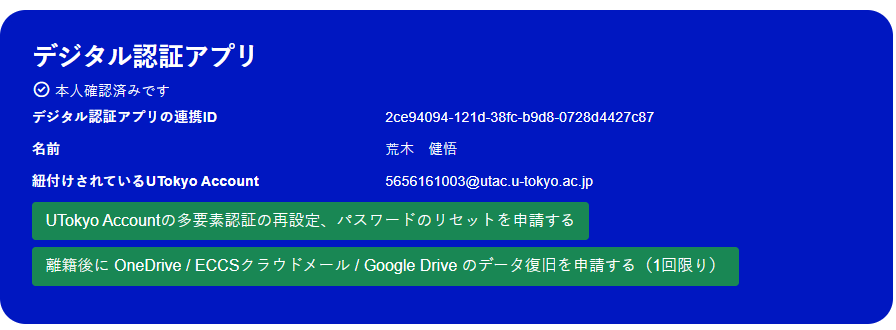 デジタル認証アプリ
本人確認済みです
デジタル認証アプリの連携ID 2ce94094-121d-38fc-b9d8-0728d4427c87
名前 荒木　健悟
紐付けされているUTokyo Account 5656161003@utac.u-tokyo.ac.jp
UTokyo Accountの多要素認証の再設定、パスワードのリセットを申請する
離籍後に OneDrive / ECCSクラウドメール / Google Drive のデータ復旧を申請する（1回限り）